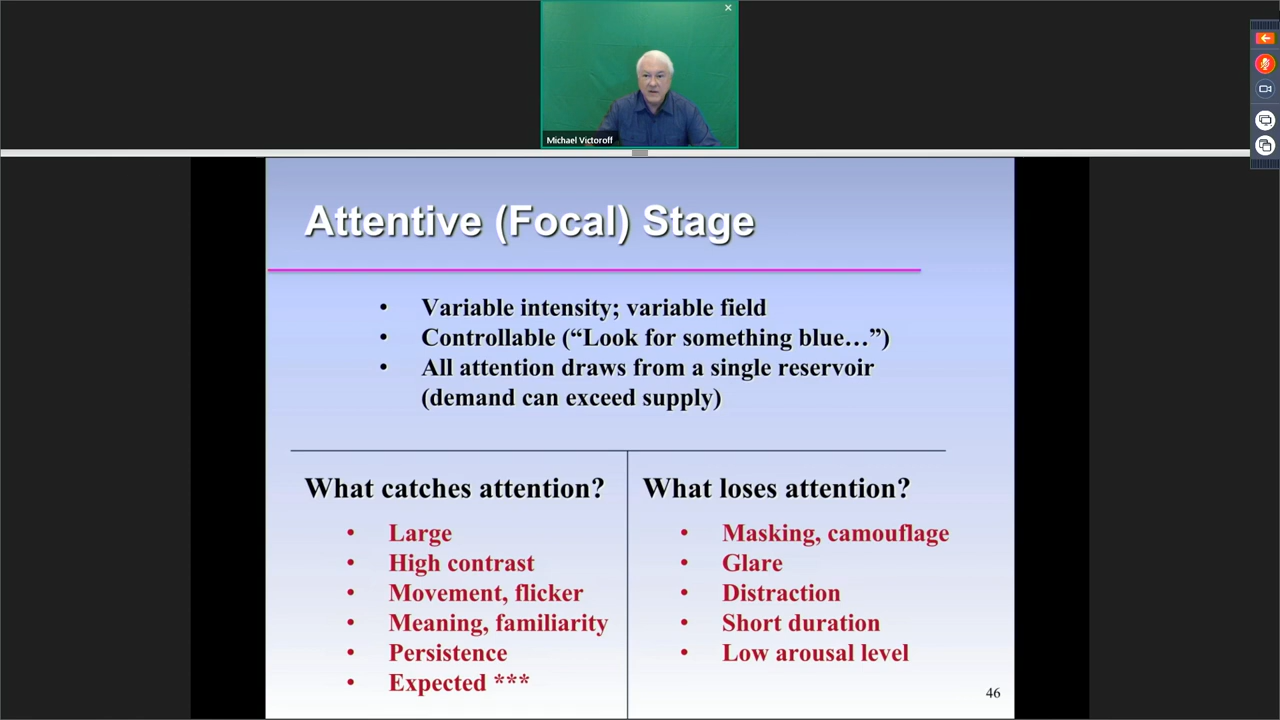 Michael Victoroff
Attentive (Focal) Stage
• Variable intensity; variable field
• Controllable (“Look for something blue…”)
• All attention draws from a single reservoir
(demand can exceed supply)
What catches attention?
• Large
• High contrast
• Movement, flicker
• Meaning, familiarity
• Persistence
• Expected ***
What loses attention?
• Masking, camouflage
• Glare
• Distraction
• Short duration
• Low arousal level
46